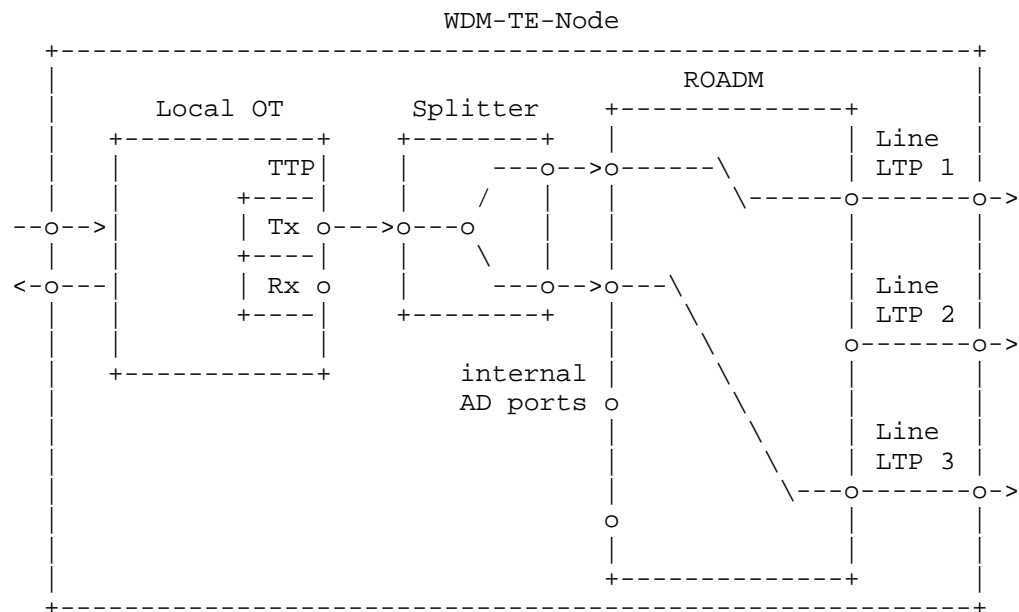 WDM-TE-Node
ROADM
Local OT
Splitter
Line
TTP
LTP 1
Tx
Rx
Line
LTP 2
internal
AD ports
Line
LTP 3